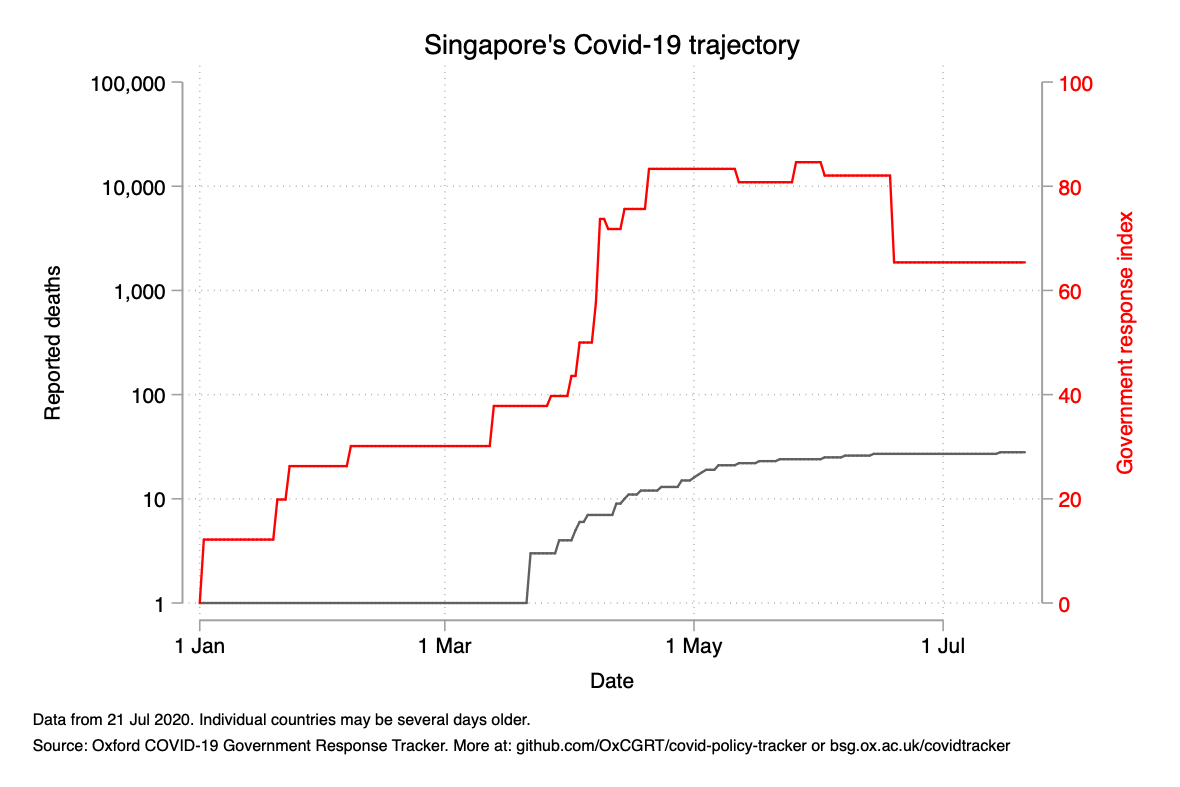 Singapore's Covid-19 trajectory
100,000
10,000
1,000
100
10
1
Reported deaths
100
80
60
40
20
0
Government response index
1 Jan
1 Mar
1 May
1 Jul
Date
Data from 21 Jul 2020. Individual countries may be several days older.
Source: Oxford COVID-19 Government Response Tracker. More at: github.com/OxCGRT/covid-policy-tracker or bsg.ox.ac.uk/covidtracker